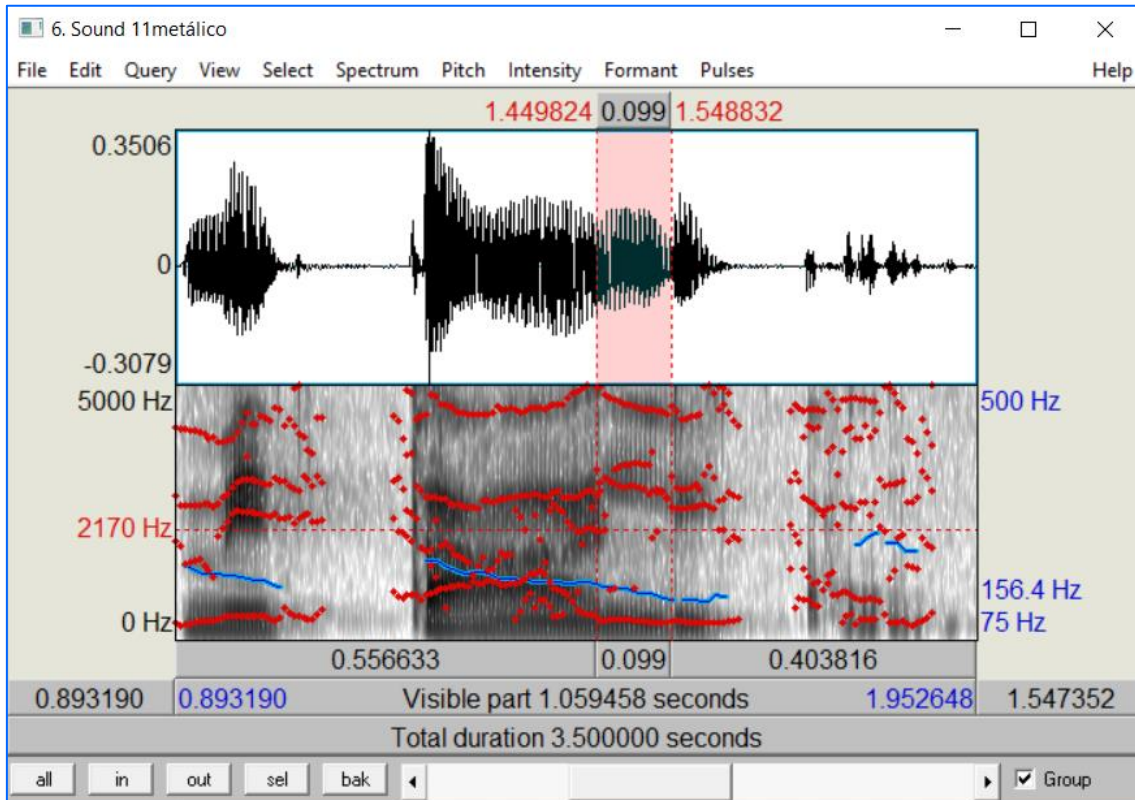 6. Sound 11metálico
File Edit Query View Select Spectrum Pitch Intensity Formant Pulses Help
1.449824 0.099 1.548832
0.3506
0
-0.3079
5000 Hz 500 Hz
2170 Hz
156.4 Hz
0 Hz 75 Hz
0.556633 0.099 0.403816
0.893190 0.893190 Visible part 1.059458 seconds 1.952648 1.547352
Total duration 3.500000 seconds
all in out sel bak Group